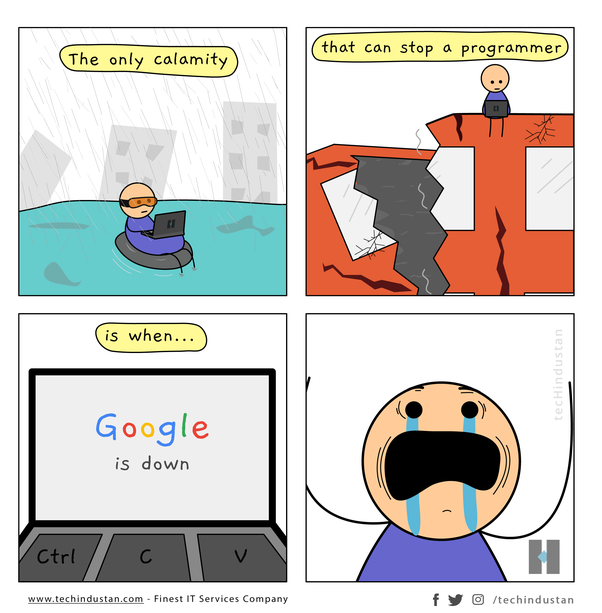 The only calamity
that can stop a programmer
is when...
Google
is down
Ctrl
C
V
tecHindustan
www.techindustan.com - Finest IT Services Company
/techindustan